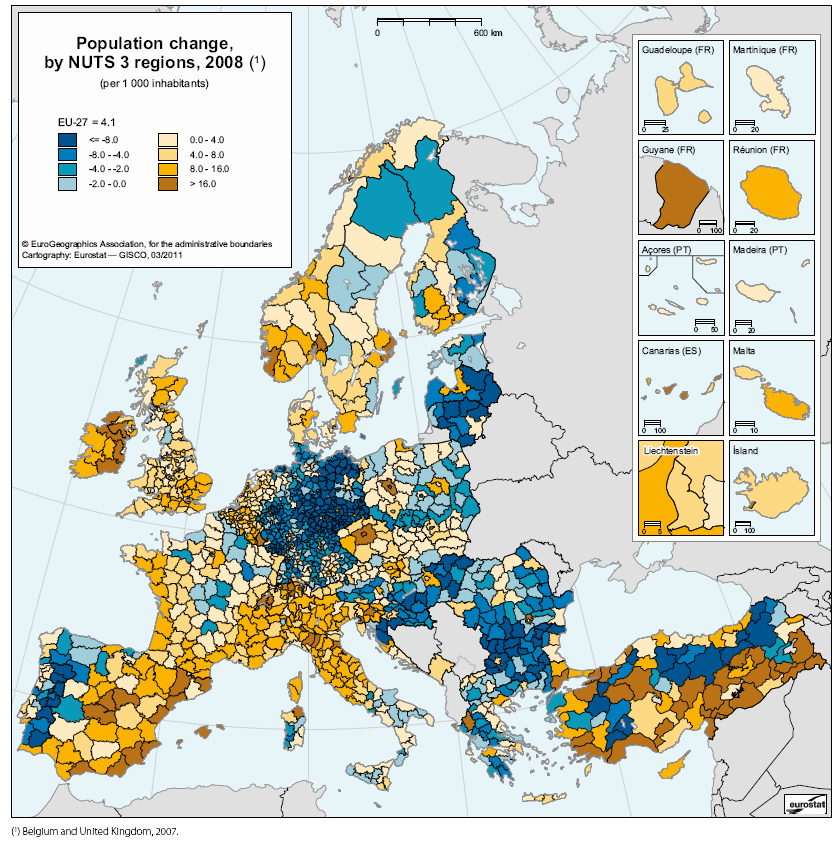 Population change,
by NUTS 3 regions, 2008 (¹)
(per 1 000 inhabitants)
EU-27 = 4.1
<= -8.0
-8.0 - -4.0
-4.0 - -2.0
-2.0 - 0.0
0.0 - 4.0
4.0 - 8.0
8.0 - 16.0
> 16.0
© EuroGeographics Association, for the administrative boundaries
Cartography: Eurostat — GISCO, 03/2011
0 600 km
Guadeloupe (FR)
0 25
Martinique (FR)
0 20
Guyane (FR)
0 100
Réunion (FR)
0 20
Açores (PT)
0 50
Madeira (PT)
0 20
Canarias (ES)
0 100
Malta
0 10
Liechtenstein
0 5
Ísland
0 100
eurostat
(¹) Belgium and United Kingdom, 2007.